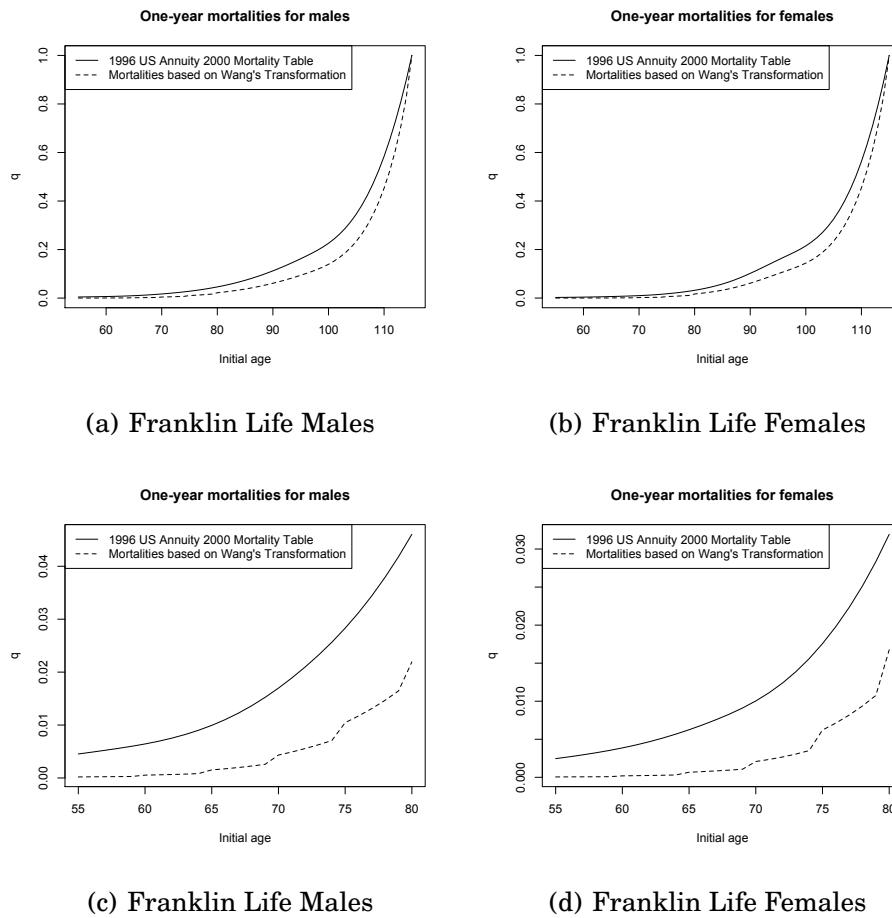 One-year mortalities for males
1996 US Annuity 2000 Mortality Table
Mortalities based on Wang's Transformation
1.0
0.8
0.6
0.4
0.2
0.0
q
60 70 80 90 100 110
Initial age
(a) Franklin Life Males
One-year mortalities for females
1996 US Annuity 2000 Mortality Table
Mortalities based on Wang's Transformation
1.0
0.8
0.6
0.4
0.2
0.0
q
60 70 80 90 100 110
Initial age
(b) Franklin Life Females
One-year mortalities for males
1996 US Annuity 2000 Mortality Table
Mortalities based on Wang's Transformation
0.04
0.03
0.02
0.01
0.00
q
55 60 65 70 75 80
Initial age
(c) Franklin Life Males
One-year mortalities for females
1996 US Annuity 2000 Mortality Table
Mortalities based on Wang's Transformation
0.030
0.020
0.010
0.000
q
55 60 65 70 75 80
Initial age
(d) Franklin Life Females